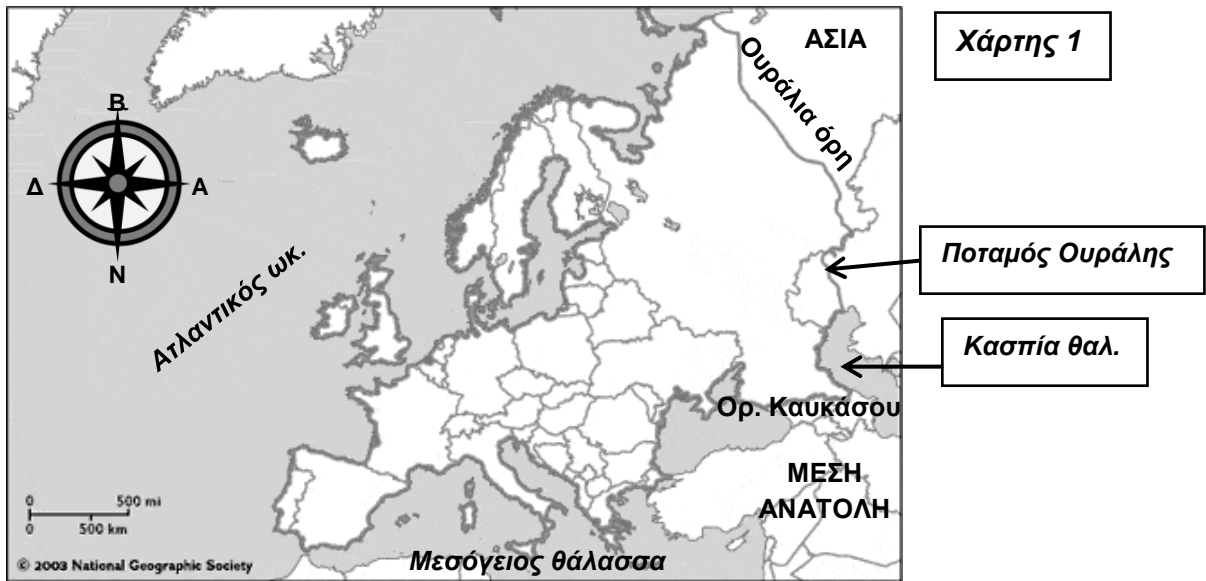 ΑΣΙΑ
Χάρτης 1
Ουράλια όρη
Β
Δ
Α
Ν
Ατλαντικός ωκ.
Ποταμός Ουράλης
Κασπία θαλ.
Ορ. Καυκάσου
ΜΕΣΗ
ΑΝΑΤΟΛΗ
0 500 mi
0 500 km
Μεσόγειος θάλασσα
© 2003 National Geographic Society